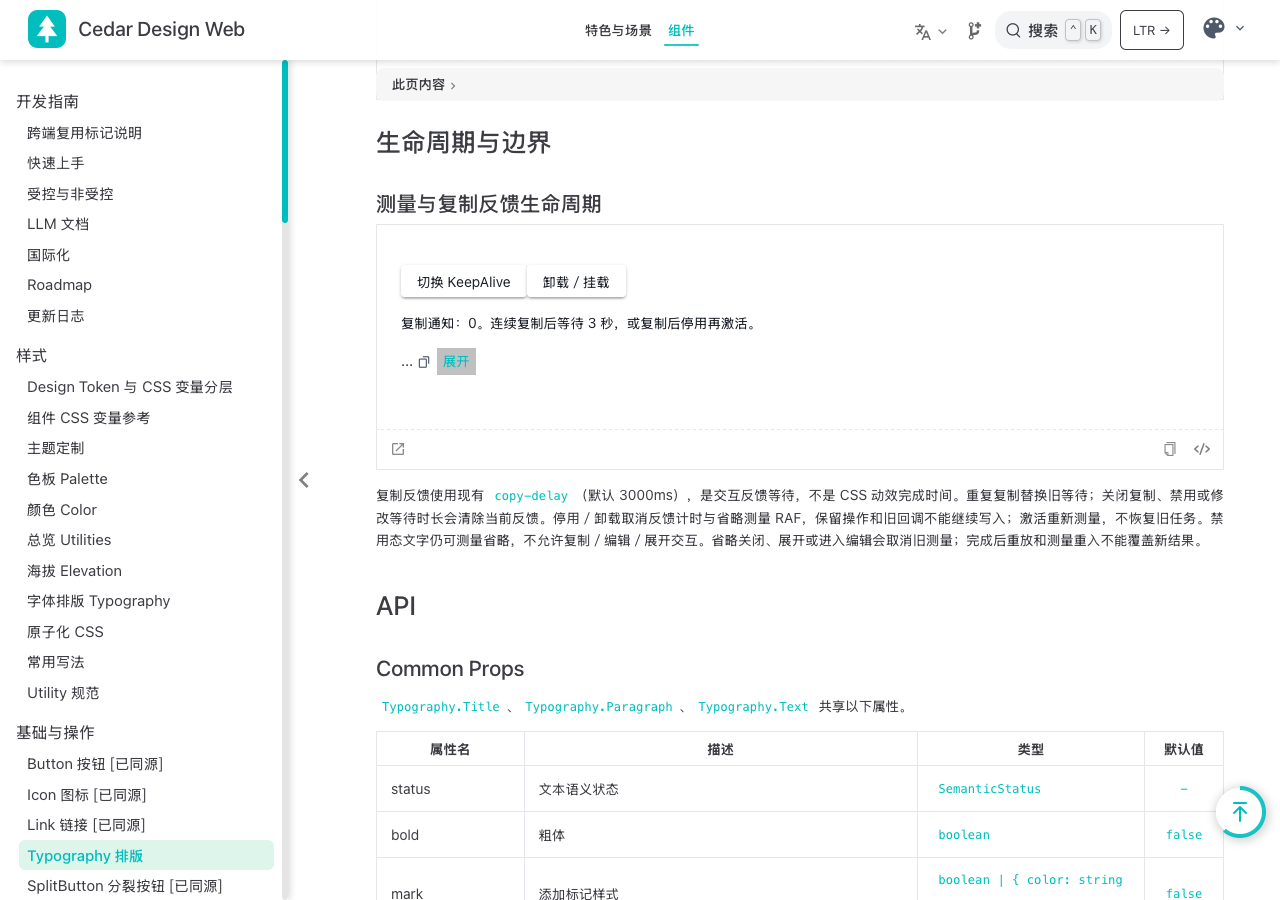 Cedar Design Web
特色与场景
组件
搜索
^
K
LTR →
开发指南
跨端复用标记说明
快速上手
受控与非受控
LLM 文档
国际化
Roadmap
更新日志
样式
Design Token 与 CSS 变量分层
组件 CSS 变量参考
主题定制
色板 Palette
颜色 Color
总览 Utilities
海拔 Elevation
字体排版 Typography
原子化 CSS
常用写法
Utility 规范
基础与操作
Button 按钮 [已同源]
Icon 图标 [已同源]
Link 链接 [已同源]
Typography 排版
SplitButton 分裂按钮 [已同源]
此页内容 ›
生命周期与边界
测量与复制反馈生命周期
切换 KeepAlive
卸载 / 挂载
复制通知：0。连续复制后等待 3 秒，或复制后停用再激活。
... 展开
复制反馈使用现有 copy-delay （默认 3000ms），是交互反馈等待，不是 CSS 动效完成时间。重复复制替换旧等待；关闭复制、禁用或修
改等待时长会清除当前反馈。停用 / 卸载取消反馈计时与省略测量 RAF，保留操作和旧回调不能继续写入；激活重新测量，不恢复旧任务。禁
用态文字仍可测量省略，不允许复制 / 编辑 / 展开交互。省略关闭、展开或进入编辑会取消旧测量；完成后重放和测量重入不能覆盖新结果。
API
Common Props
Typography.Title 、 Typography.Paragraph 、 Typography.Text 共享以下属性。
属性名 描述 类型 默认值
status 文本语义状态 SemanticStatus -
bold 粗体 boolean false
mark 添加标记样式 boolean | { color: string false